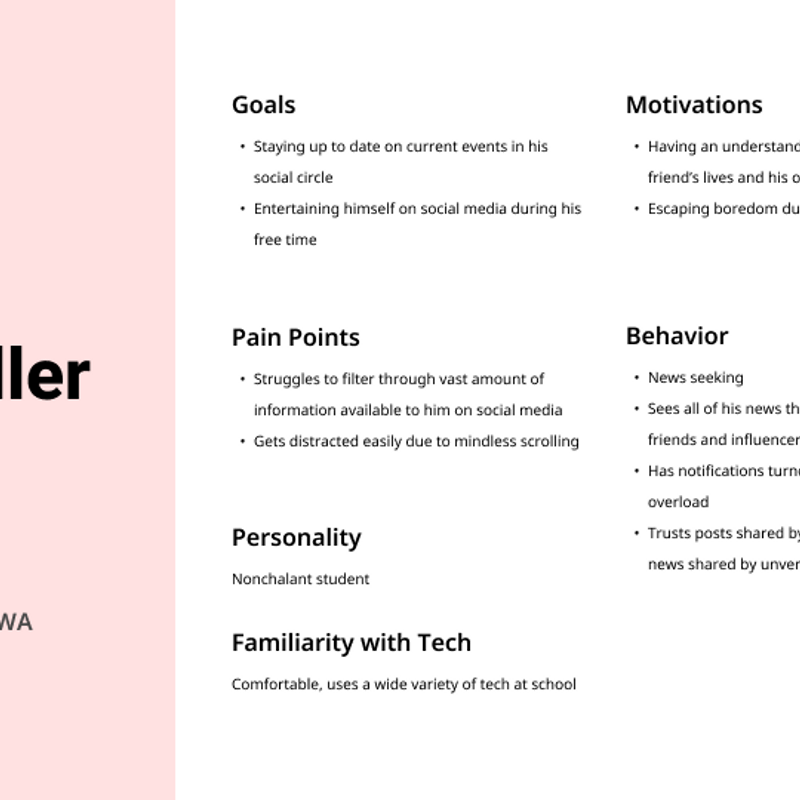 ller
WA
Goals
• Staying up to date on current events in his
social circle
• Entertaining himself on social media during his
free time
Pain Points
• Struggles to filter through vast amount of
information available to him on social media
• Gets distracted easily due to mindless scrolling
Personality
Nonchalant student
Familiarity with Tech
Comfortable, uses a wide variety of tech at school
Motivations
• Having an understand
friend’s lives and his o
• Escaping boredom du
Behavior
• News seeking
• Sees all of his news th
friends and influencer
• Has notifications turn
overload
• Trusts posts shared by
news shared by unver